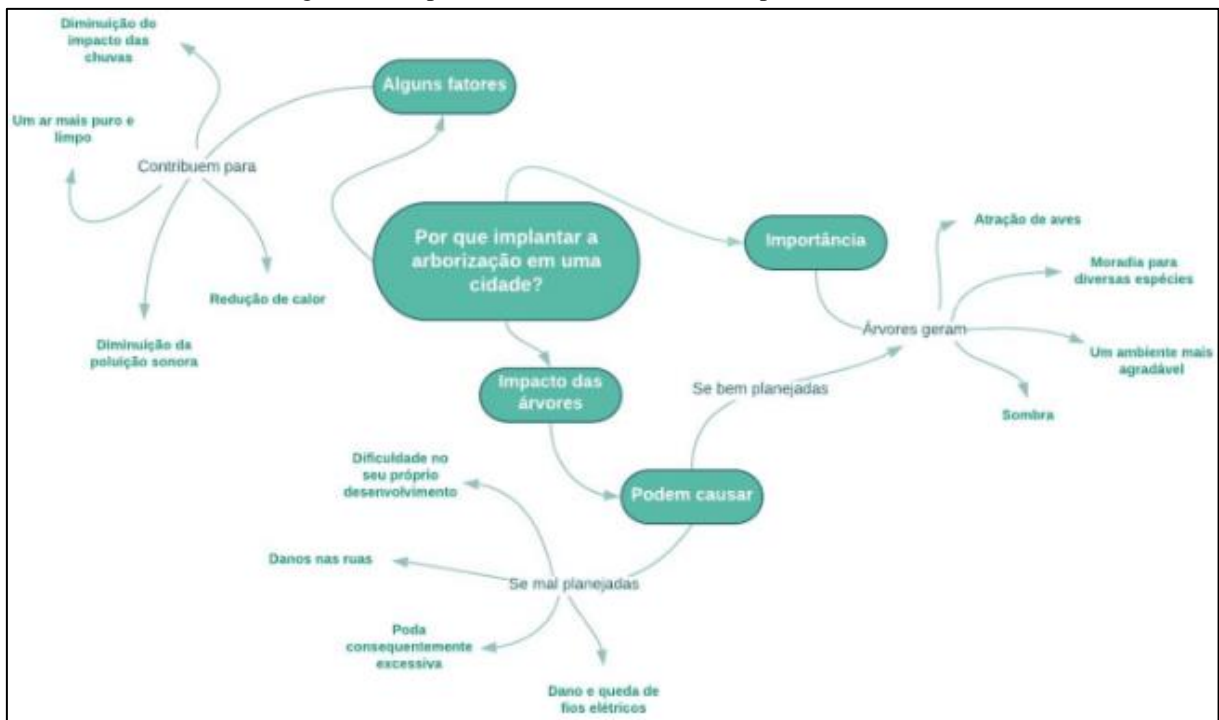 Diminuição do
impacto das
chuvas
Alguns fatores
Um ar mais puro e
limpo
Contribuem para
Redução de calor
Diminuição da
poluição sonora
Por que implantar a
arborização em uma
cidade?
Importância
Atração de aves
Moradia para
diversas espécies
Árvores geram
Um ambiente mais
agradável
Sombra
Impacto das
árvores
Se bem planejadas
Podem causar
Dificuldade no
seu próprio
desenvolvimento
Danos nas ruas
Se mal planejadas
Poda
consequentemente
excessiva
Dano e queda de
fios elétricos